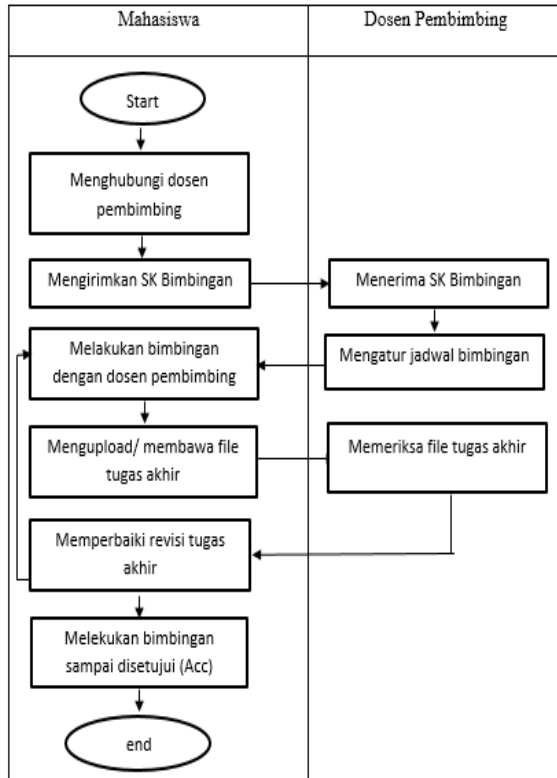 Mahasiswa
Dosen Pembimbing
Start
Menghubungi dosen
pembimbing
Mengirimkan SK Bimbingan
Menerima SK Bimbingan
Melakukan bimbingan
dengan dosen pembimbing
Mengatur jadwal bimbingan
Mengupload/ membawa file
tugas akhir
Memeriksa file tugas akhir
Memperbaiki revisi tugas
akhir
Melekukan bimbingan
sampai disetujui (Acc)
end